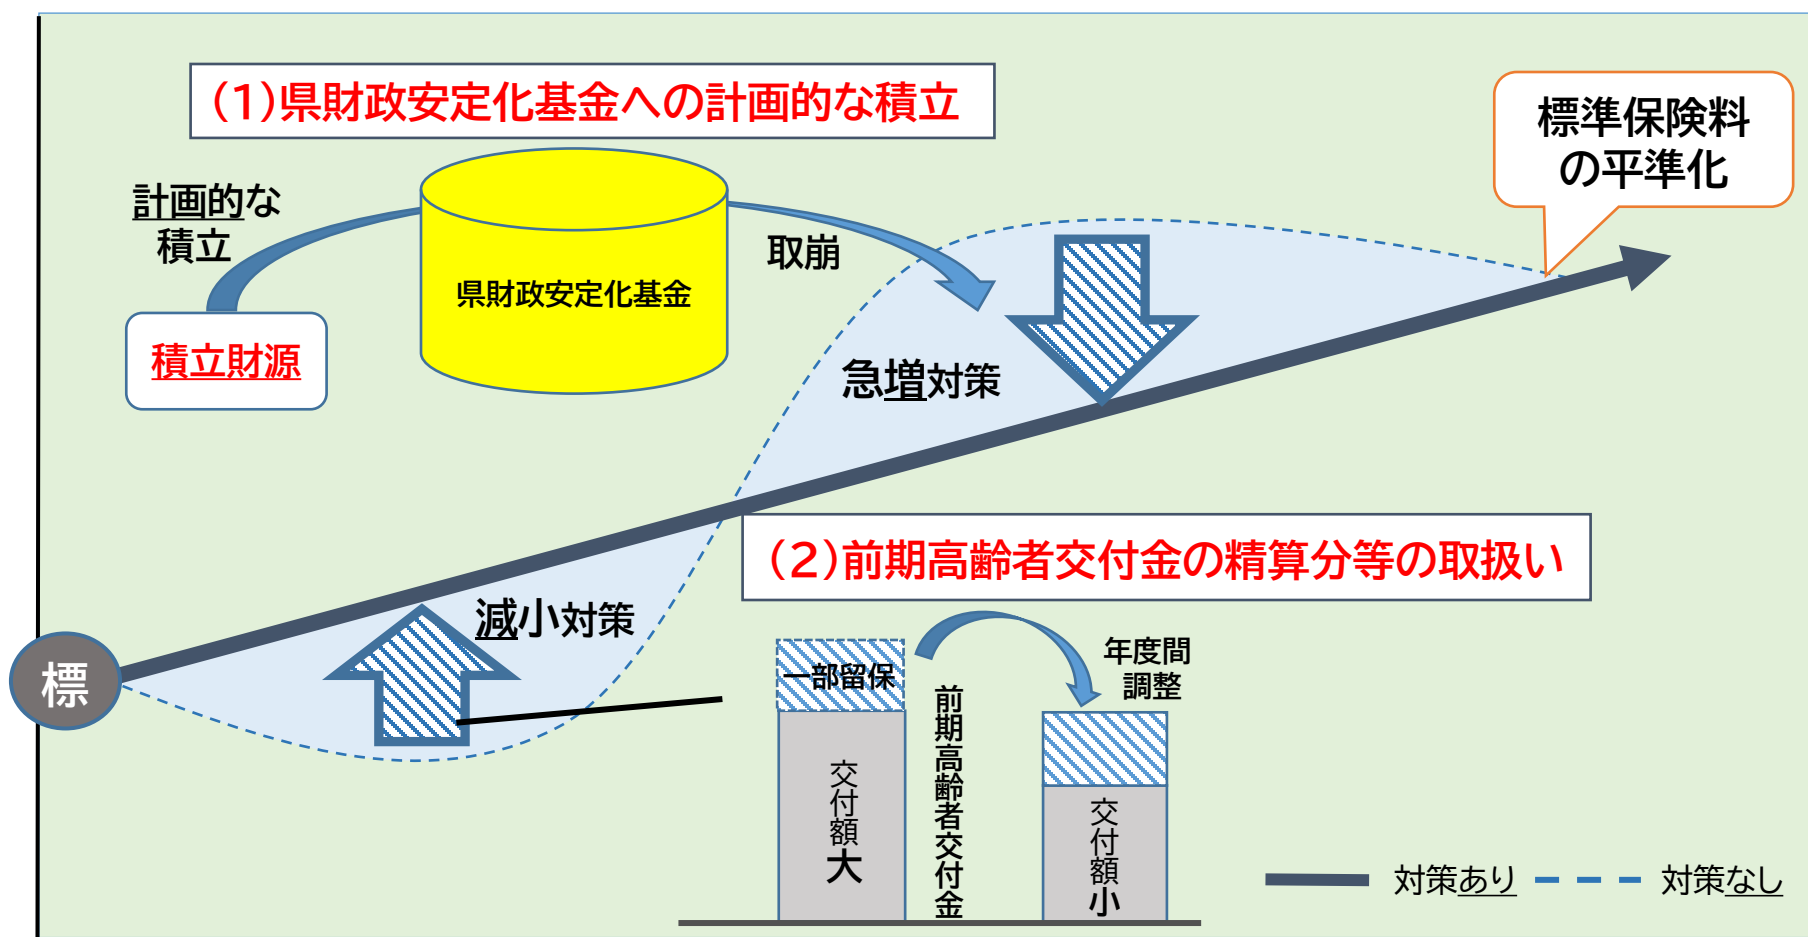 (1)県財政安定化基金への計画的な積立
標準保険料
の平準化
計画的な
積立
取崩
県財政安定化基金
積立財源
急増対策
(2)前期高齢者交付金の精算分等の取扱い
減小対策
標
一部留保
年度間
調整
前期高齢者交付金
交付額大
交付額小
対策あり
対策なし